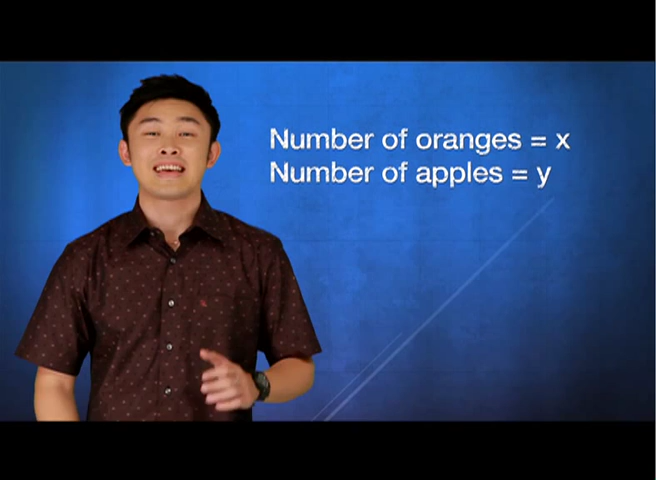 Number of oranges = x
Number of apples = y